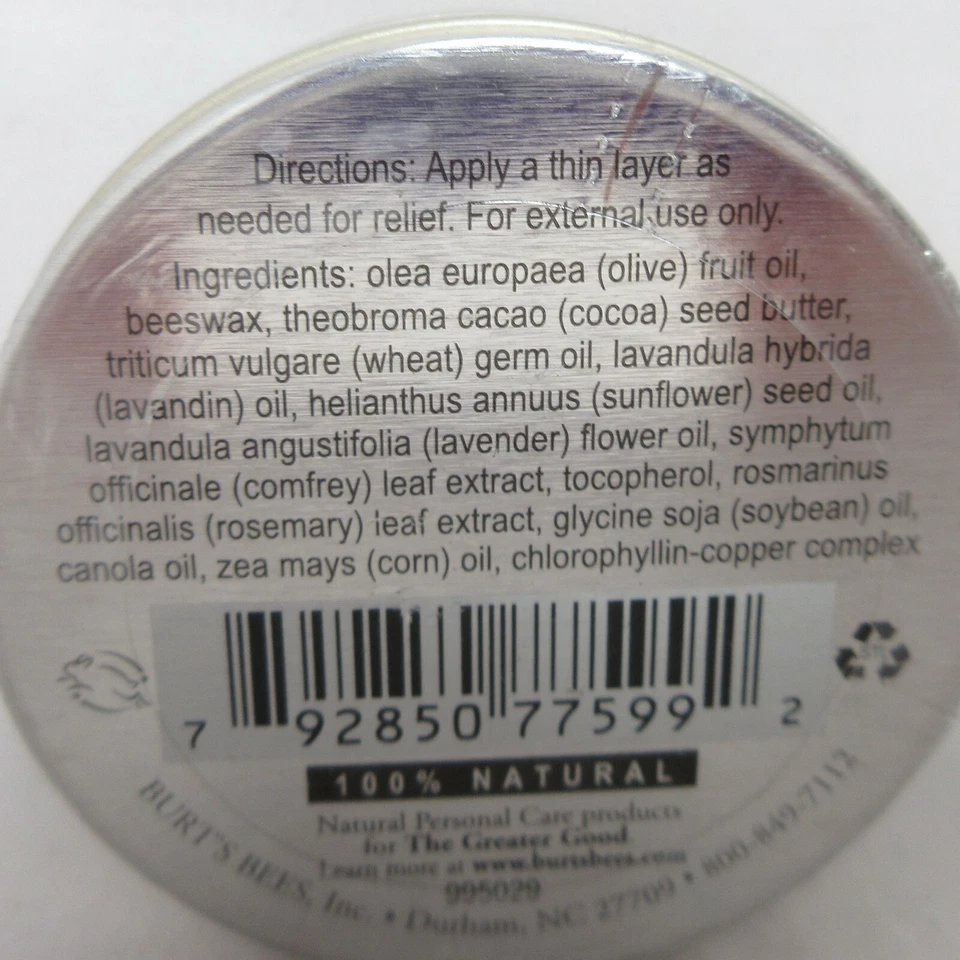 Directions: Apply a thin layer as
needed for relief. For external use only.
Ingredients: olea europaea (olive) fruit oil,
beeswax, theobroma cacao (cocoa) seed butter,
triticum vulgare (wheat) germ oil, lavandula hybrida
(lavandin) oil, helianthus annuus (sunflower) seed oil,
lavandula angustifolia (lavender) flower oil, symphytum
officinale (comfrey) leaf extract, tocopherol, rosmarinus
officinalis (rosemary) leaf extract, glycine soja (soybean) oil,
canola oil, zea mays (corn) oil, chlorophyllin-copper complex
7 92850 77599 2
100% NATURAL
Natural Personal Care products
for The Greater Good.
Learn more at www.burtsbees.com
995029
BURT'S BEES, Inc. • Durham, NC 27709 • 800-849-7112